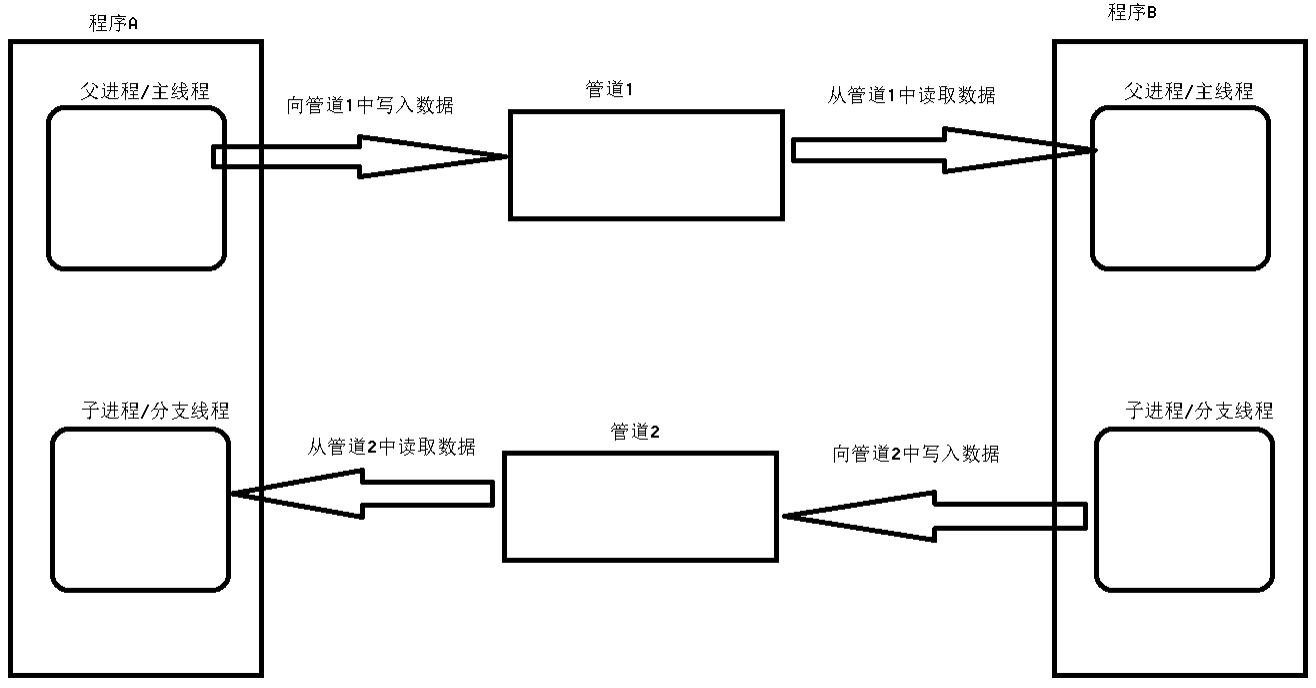 程序A
程序B
父进程/主线程
向管道1中写入数据
管道1
从管道1中读取数据
父进程/主线程
子进程/分支线程
从管道2中读取数据
管道2
向管道2中写入数据
子进程/分支线程